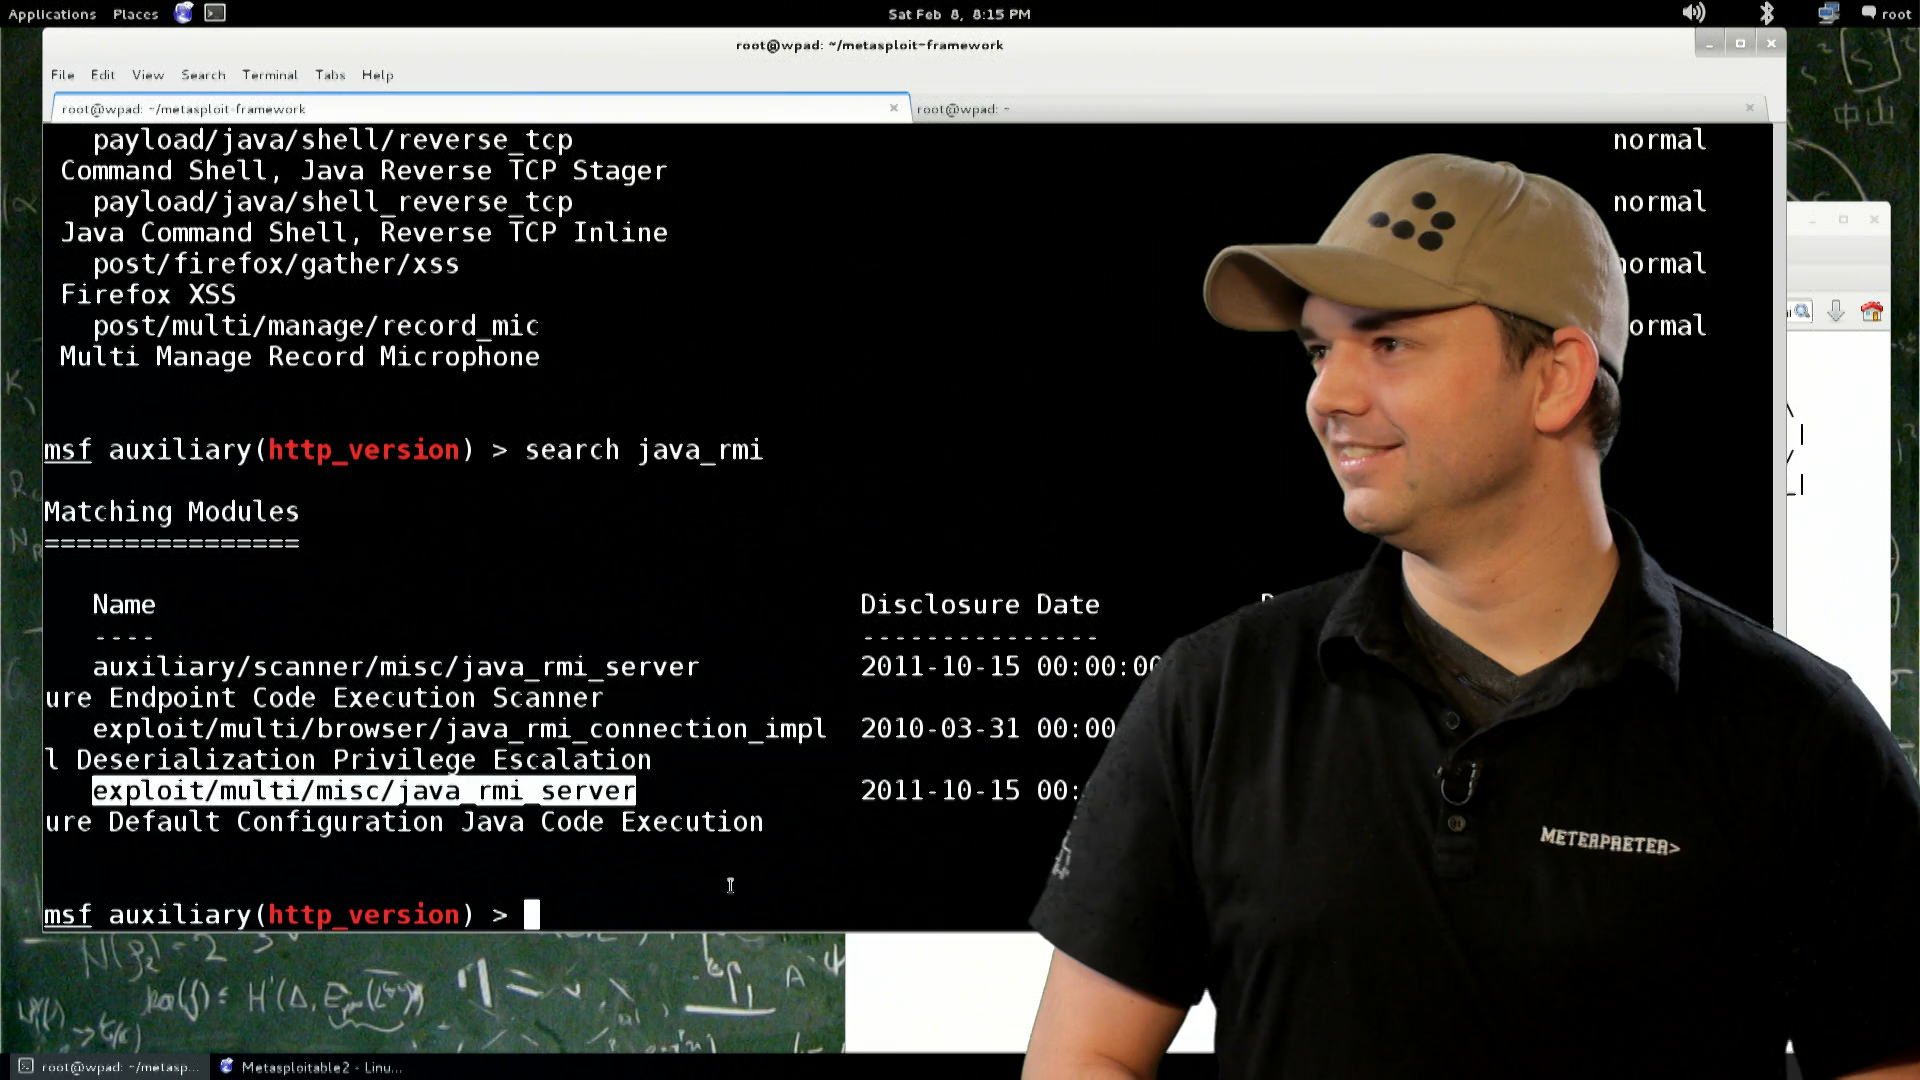 Applications Places Sat Feb 8, 8:15 PM root
root@wpad: ~/metasploit-framework
File Edit View Search Terminal Tabs Help
root@wpad: ~/metasploit-framework root@wpad: ~
payload/java/shell/reverse_tcp normal
Command Shell, Java Reverse TCP Stager
payload/java/shell_reverse_tcp normal
Java Command Shell, Reverse TCP Inline
post/firefox/gather/xss normal
Firefox XSS
post/multi/manage/record_mic ormal
Multi Manage Record Microphone
msf auxiliary(http_version) > search java_rmi
Matching Modules
================
Name Disclosure Date
---- ---------------
auxiliary/scanner/misc/java_rmi_server 2011-10-15 00:00:00
ure Endpoint Code Execution Scanner
exploit/multi/browser/java_rmi_connection_impl 2010-03-31 00:00
l Deserialization Privilege Escalation
exploit/multi/misc/java_rmi_server 2011-10-15 00:
ure Default Configuration Java Code Execution
METERPRETER>
msf auxiliary(http_version) >
root@wpad: ~/metasp... Metasploitable2 - Linu...